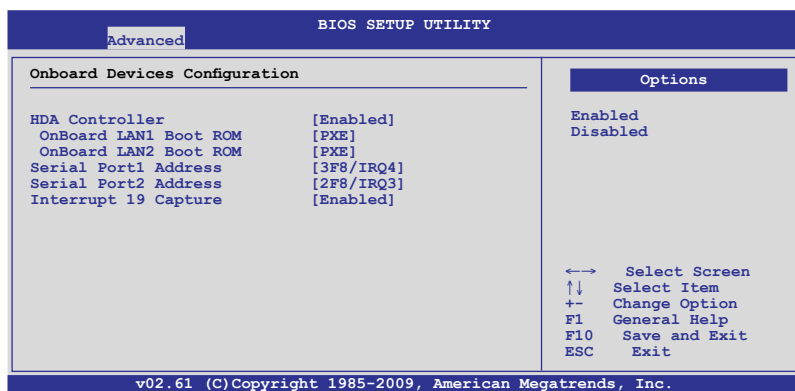 BIOS SETUP UTILITY
Advanced
Onboard Devices Configuration
HDA Controller [Enabled]
OnBoard LAN1 Boot ROM [PXE]
OnBoard LAN2 Boot ROM [PXE]
Serial Port1 Address [3F8/IRQ4]
Serial Port2 Address [2F8/IRQ3]
Interrupt 19 Capture [Enabled]
Options
Enabled
Disabled
←→ Select Screen
↑↓ Select Item
+- Change Option
F1 General Help
F10 Save and Exit
ESC Exit
v02.61 (C)Copyright 1985-2009, American Megatrends, Inc.